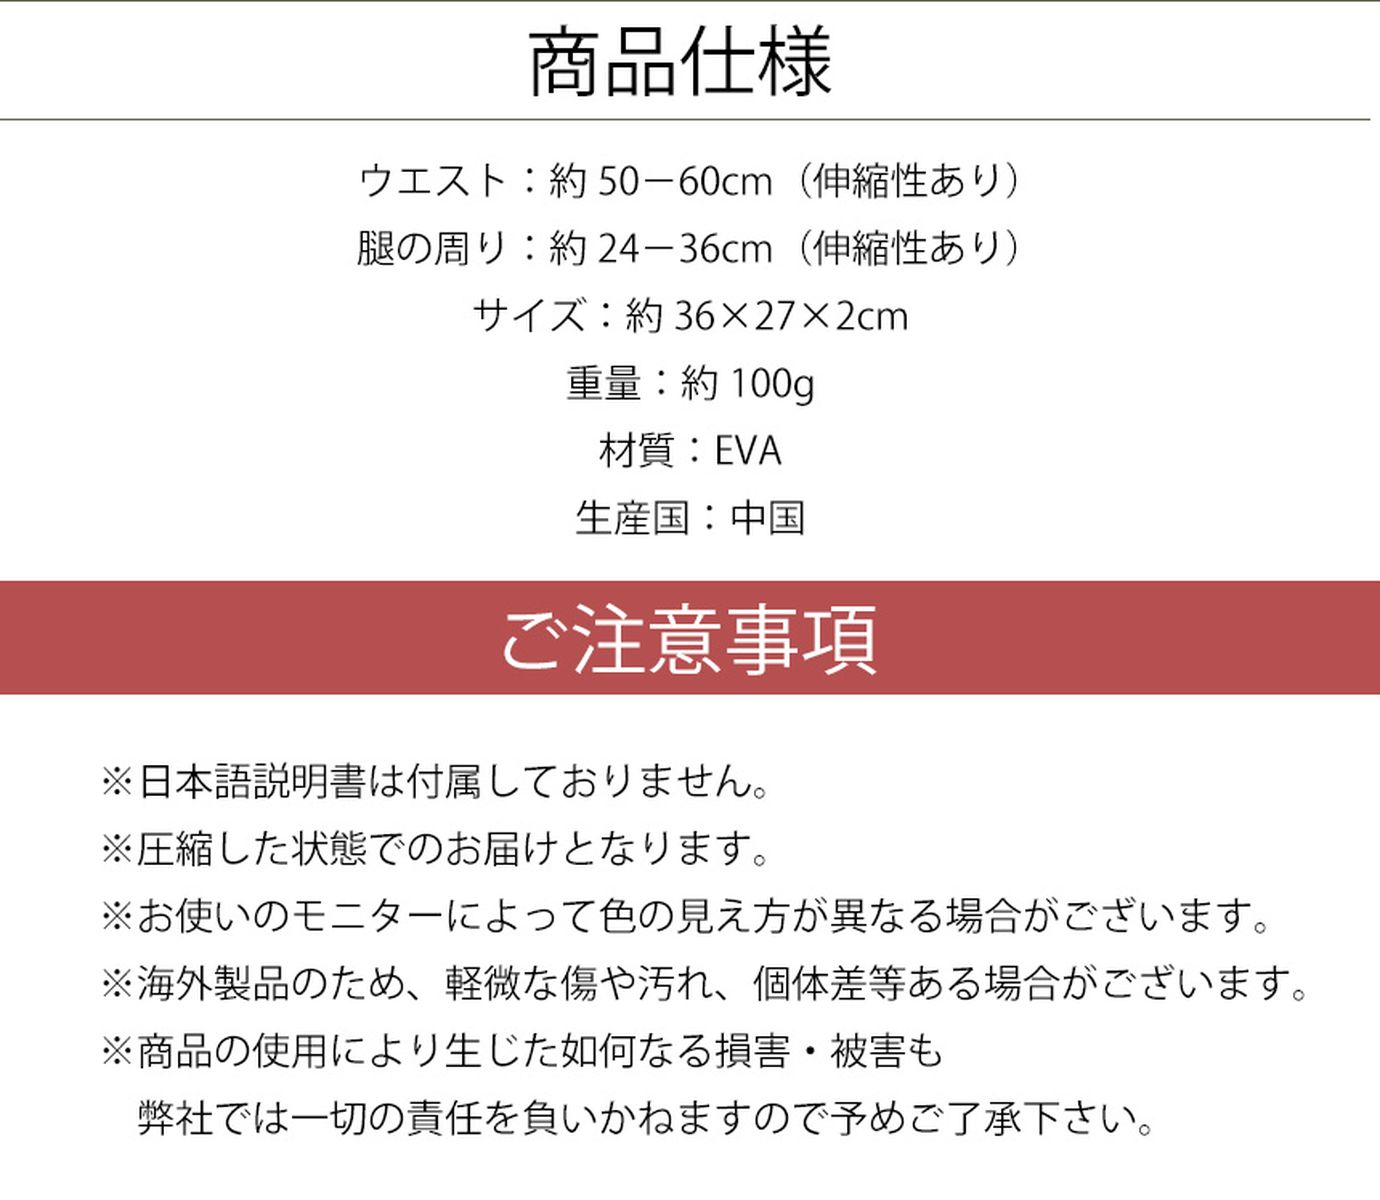 商品仕様
ウエスト：約 50－60cm（伸縮性あり）
腿の周り：約 24－36cm（伸縮性あり）
サイズ：約 36×27×2cm
重量：約 100g
材質：EVA
生産国：中国
ご注意事項
※日本語説明書は付属しておりません。
※圧縮した状態でのお届けとなります。
※お使いのモニターによって色の見え方が異なる場合がございます。
※海外製品のため、軽微な傷や汚れ、個体差等ある場合がございます。
※商品の使用により生じた如何なる損害・被害も
弊社では一切の責任を負いかねますので予めご了承下さい。